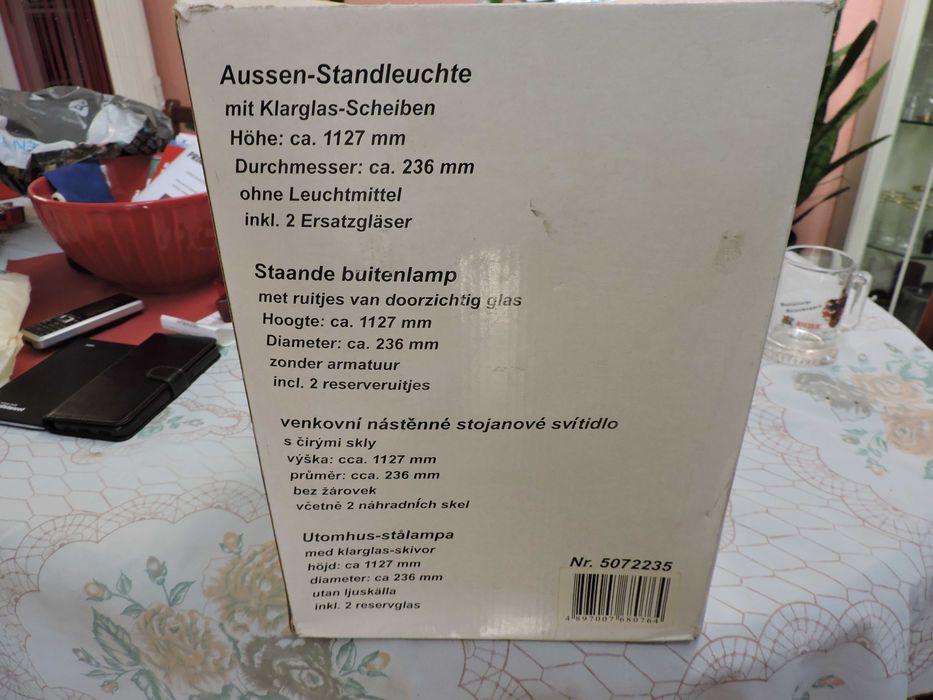 Aussen-Standleuchte
mit Klarglas-Scheiben
Höhe: ca. 1127 mm
Durchmesser: ca. 236 mm
ohne Leuchtmittel
inkl. 2 Ersatzgläser
Staande buitenlamp
met ruitjes van doorzichtig glas
Hoogte: ca. 1127 mm
Diameter: ca. 236 mm
zonder armatuur
incl. 2 reserveruitjes
venkovní nástěnné stojanové svítidlo
s čirými skly
výška: cca. 1127 mm
průměr: cca. 236 mm
bez žárovek
včetně 2 náhradních skel
Utomhus-stålampa
med klarglas-skivor
höjd: ca 1127 mm
diameter: ca 236 mm
utan ljuskälla
inkl. 2 reservglas
Nr. 5072235
4 897007 680764